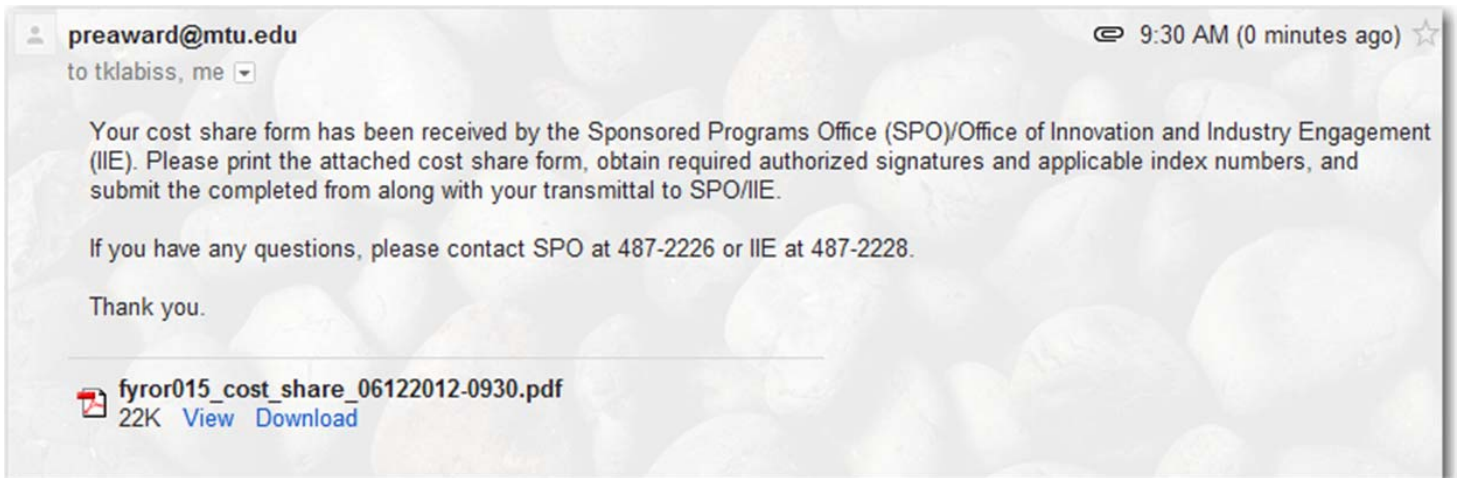 preaward@mtu.edu 9:30 AM (0 minutes ago)
to tklabiss, me
Your cost share form has been received by the Sponsored Programs Office (SPO)/Office of Innovation and Industry Engagement
(IIE). Please print the attached cost share form, obtain required authorized signatures and applicable index numbers, and
submit the completed from along with your transmittal to SPO/IIE.
If you have any questions, please contact SPO at 487-2226 or IIE at 487-2228.
Thank you.
fyror015_cost_share_06122012-0930.pdf
22K View Download